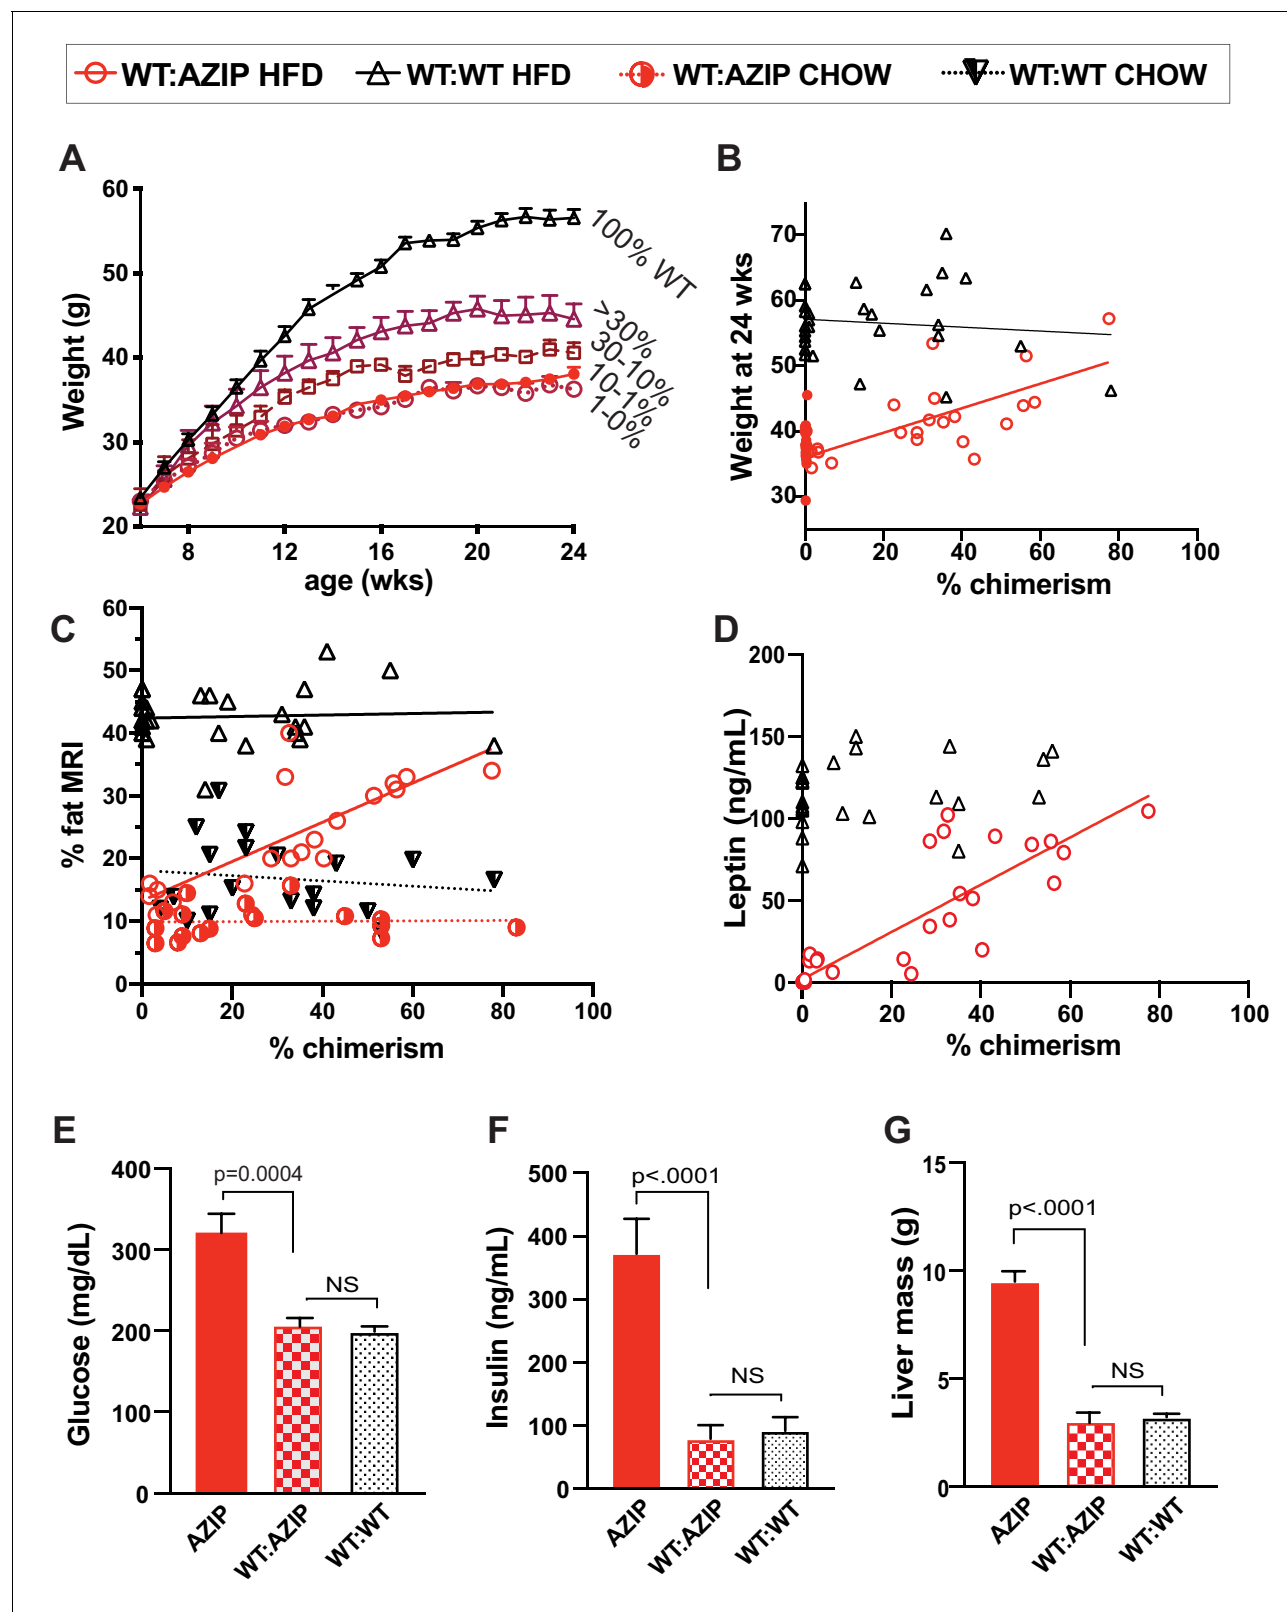 WT:AZIP HFD WT:WT HFD WT:AZIP CHOW WT:WT CHOW
A
Weight (g)
60
50
40
30
20
8 12 16 20 24
age (wks)
100% WT
>30%
30-10%
10-1%
1-0%
B
Weight at 24 wks
70
60
50
40
30
0 20 40 60 80 100
% chimerism
C
% fat MRI
60
50
40
30
20
10
0
0 20 40 60 80 100
% chimerism
D
Leptin (ng/mL)
200
150
100
50
0
0 20 40 60 80 100
% chimerism
E
Glucose (mg/dL)
400
300
200
100
0
p=0.0004
NS
AZIP WT:AZIP WT:WT
F
Insulin (ng/mL)
500
400
300
200
100
0
p<.0001
NS
AZIP WT:AZIP WT:WT
G
Liver mass (g)
15
10
5
0
p<.0001
NS
AZIP WT:AZIP WT:WT